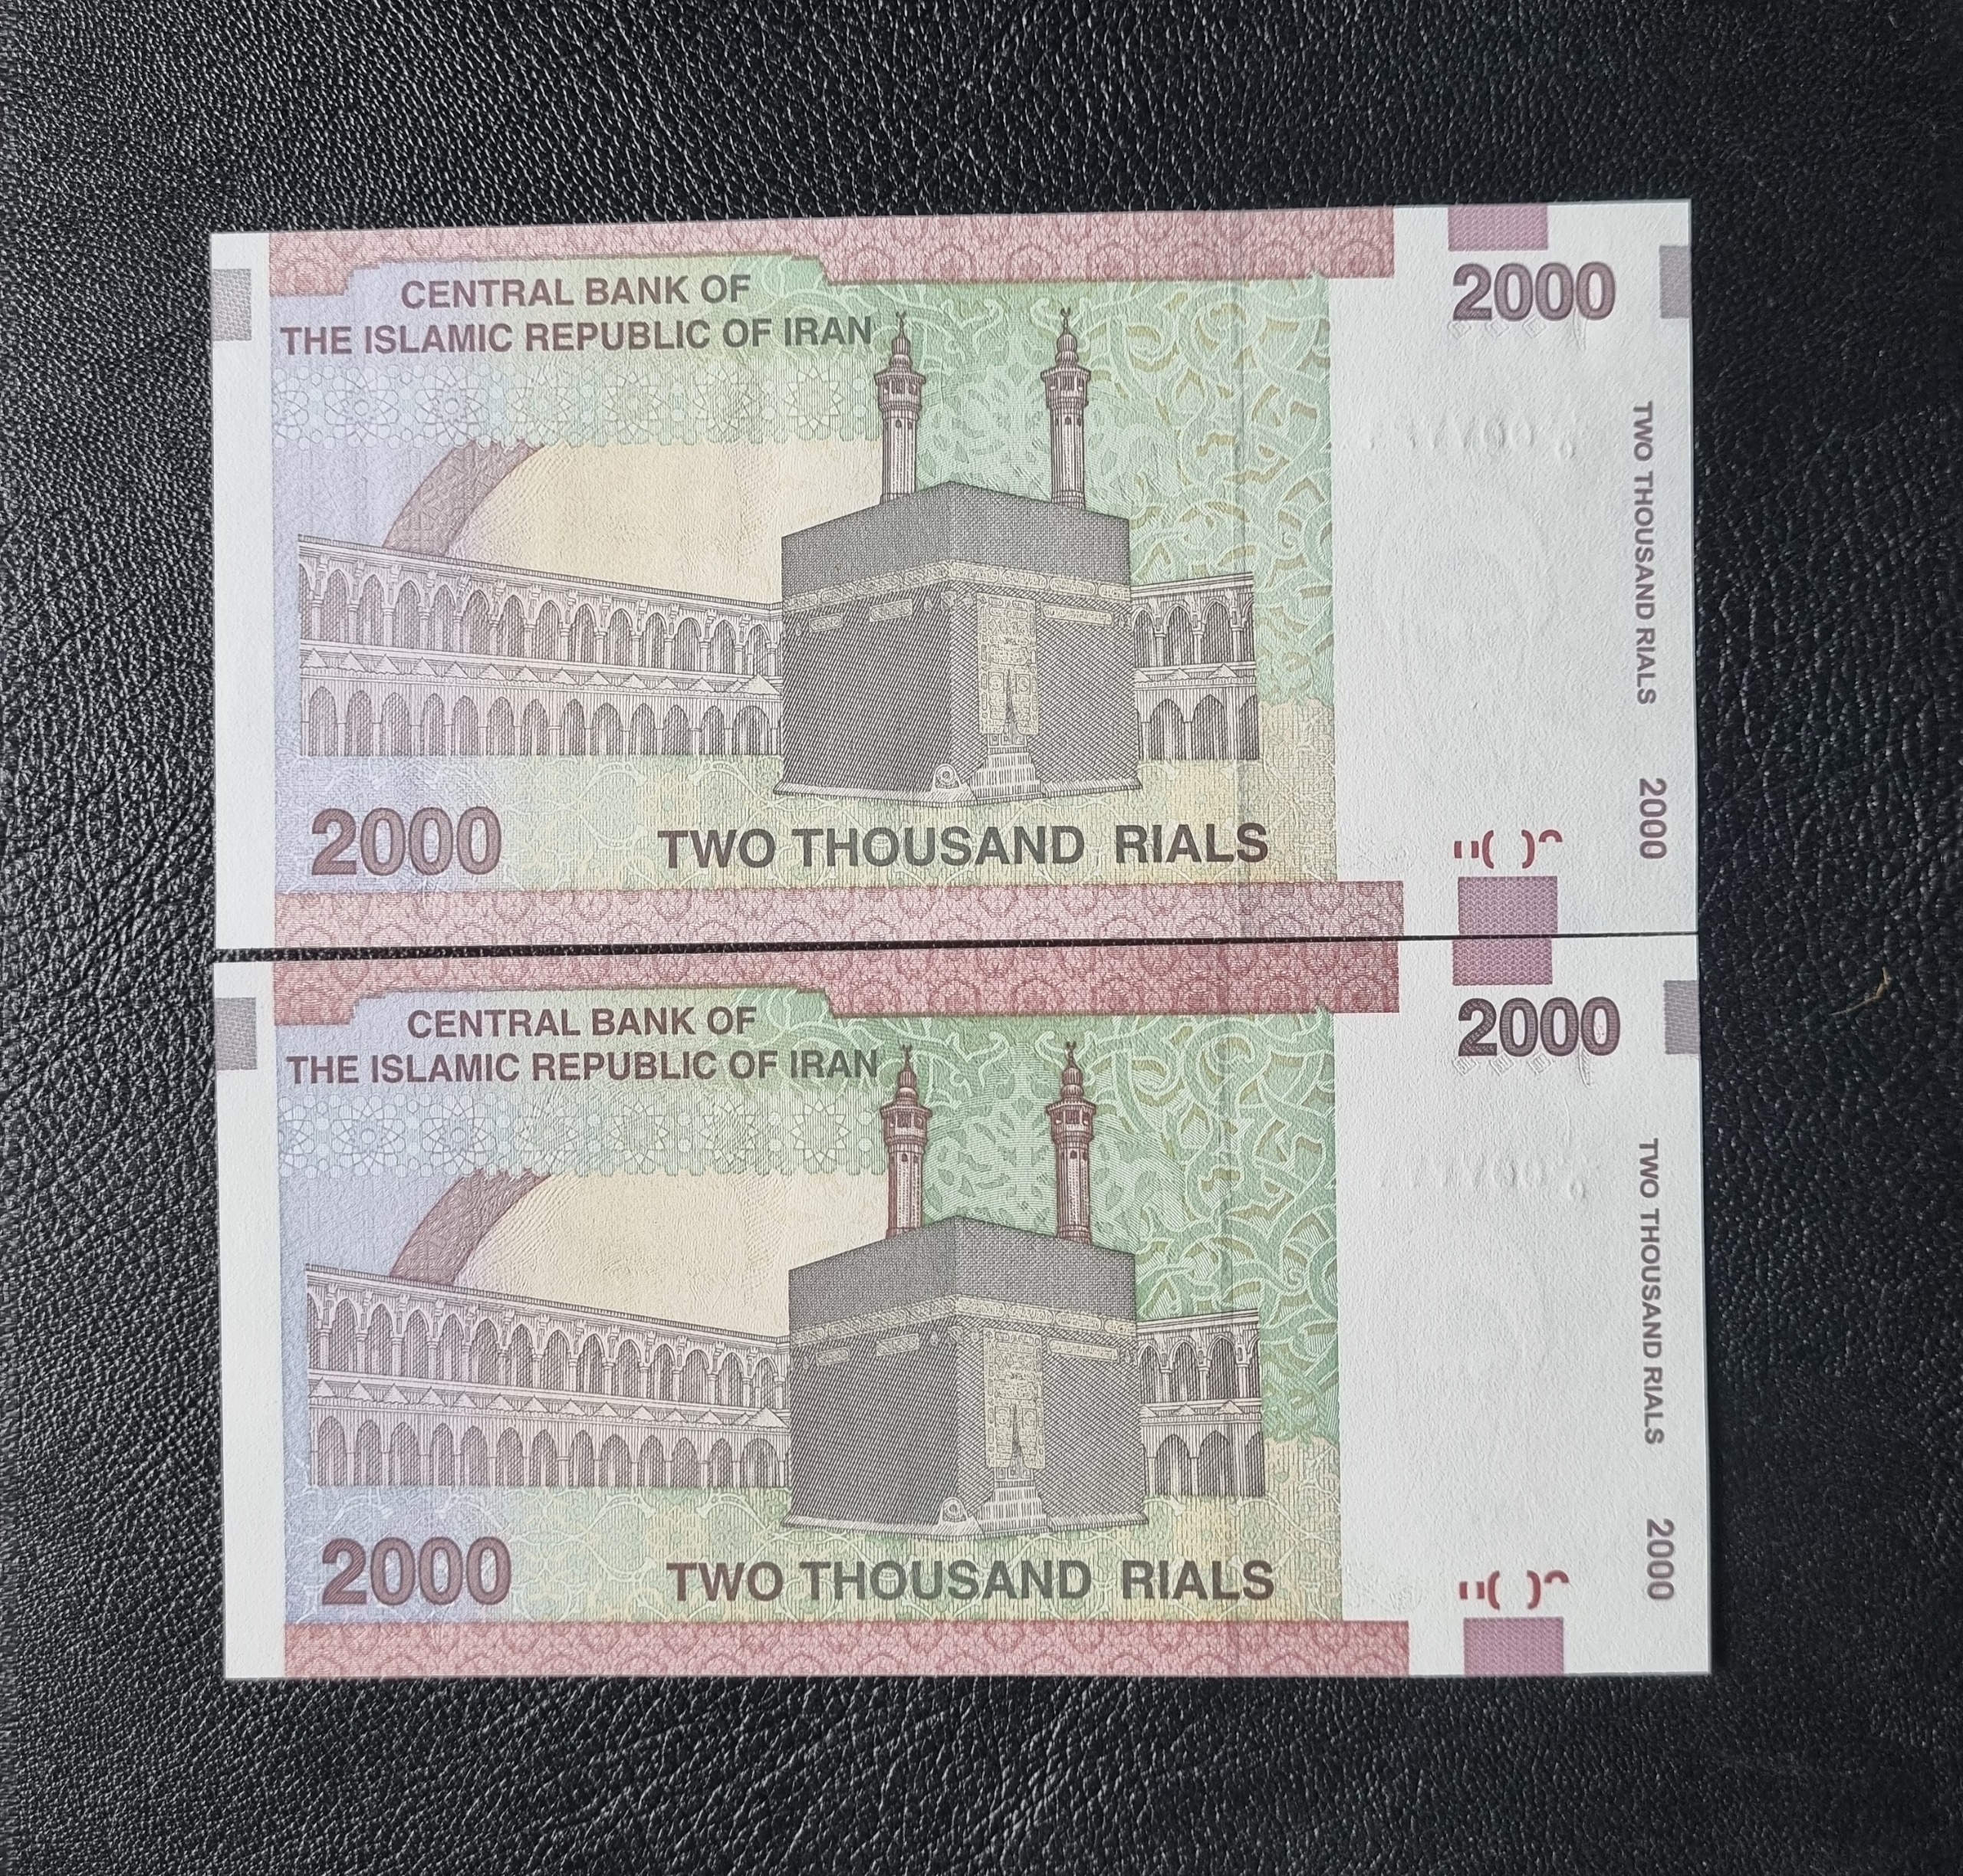 CENTRAL BANK OF
THE ISLAMIC REPUBLIC OF IRAN
2000
TWO THOUSAND RIALS 2000
2000
TWO THOUSAND RIALS
CENTRAL BANK OF
THE ISLAMIC REPUBLIC OF IRAN
2000
TWO THOUSAND RIALS 2000
2000
TWO THOUSAND RIALS